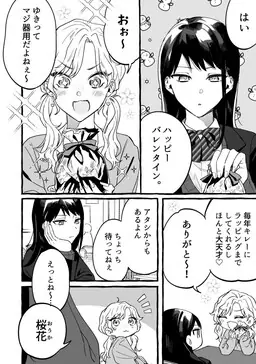 はい
ハッピー
バレンタイン。
おぉ〜
ゆきって
マジ器用だよねぇ〜
毎年キレーに
ラッピングまで
してくれるし
ほんと大天才♡
ありがと〜！
アタシからも
あるよん
ちょっち
待ってねぇ
えっとね〜
桜花
おうか